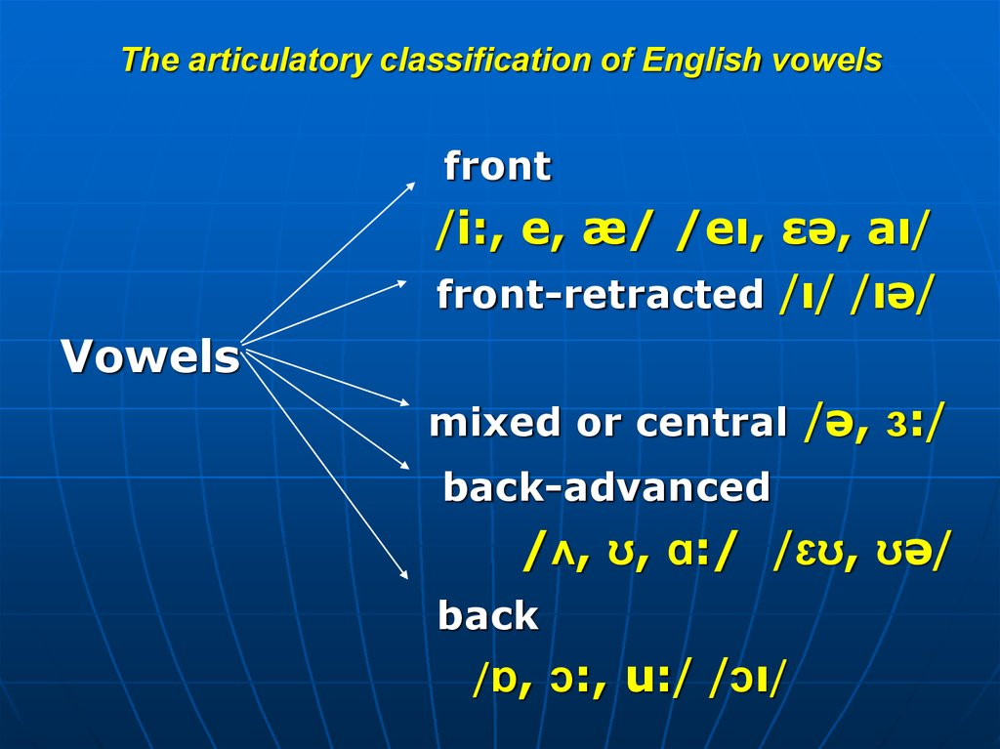 The articulatory classification of English vowels
front
/i:, e, æ/ /eɪ, ɛə, aɪ/
front-retracted /ɪ/ /ɪə/
Vowels
mixed or central /ə, ɜ:/
back-advanced
/ʌ, ʊ, ɑ:/ /ɛʊ, ʊə/
back
/ɒ, ɔ:, u:/ /ɔɪ/